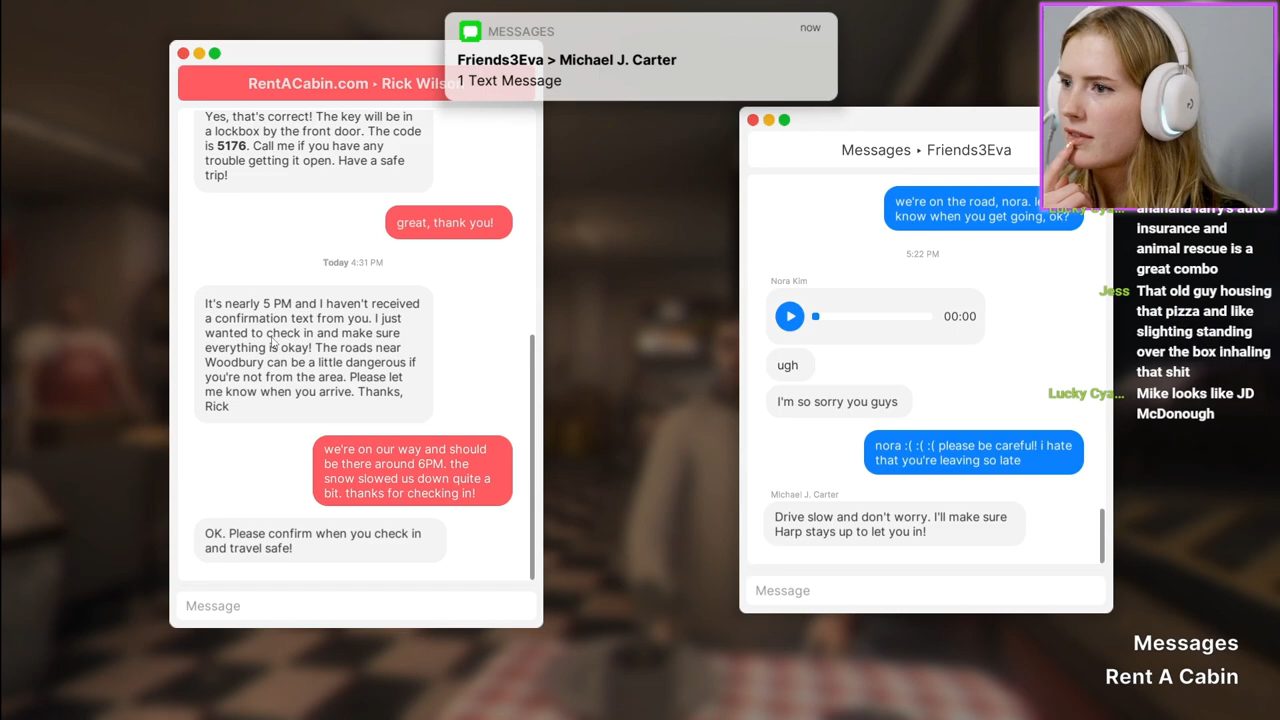 MESSAGES
now
Friends3Eva > Michael J. Carter
1 Text Message
RentACabin.com ‣ Rick
Yes, that's correct! The key will be in
a lockbox by the front door. The code
is 5176. Call me if you have any
trouble getting it open. Have a safe
trip!
great, thank you!
Today 4:31 PM
It's nearly 5 PM and I haven't received
a confirmation text from you. I just
wanted to check in and make sure
everything is okay! The roads near
Woodbury can be a little dangerous if
you're not from the area. Please let
me know when you arrive. Thanks,
Rick
we're on our way and should
be there around 6PM. the
snow slowed us down quite a
bit. thanks for checking in!
OK. Please confirm when you check in
and travel safe!
Message
Messages ‣ Friends3Eva
we're on the road, nora.
know when you get going, ok?
5:22 PM
Nora Kim
00:00
ugh
I'm so sorry you guys
nora :( :( :( please be careful! i hate
that you're leaving so late
Michael J. Carter
Drive slow and don't worry. I'll make sure
Harp stays up to let you in!
Message
insurance and
animal rescue is a
great combo
Jess That old guy housing
that pizza and like
slighting standing
over the box inhaling
that shit
Lucky Cya... Mike looks like JD
McDonough
Messages
Rent A Cabin